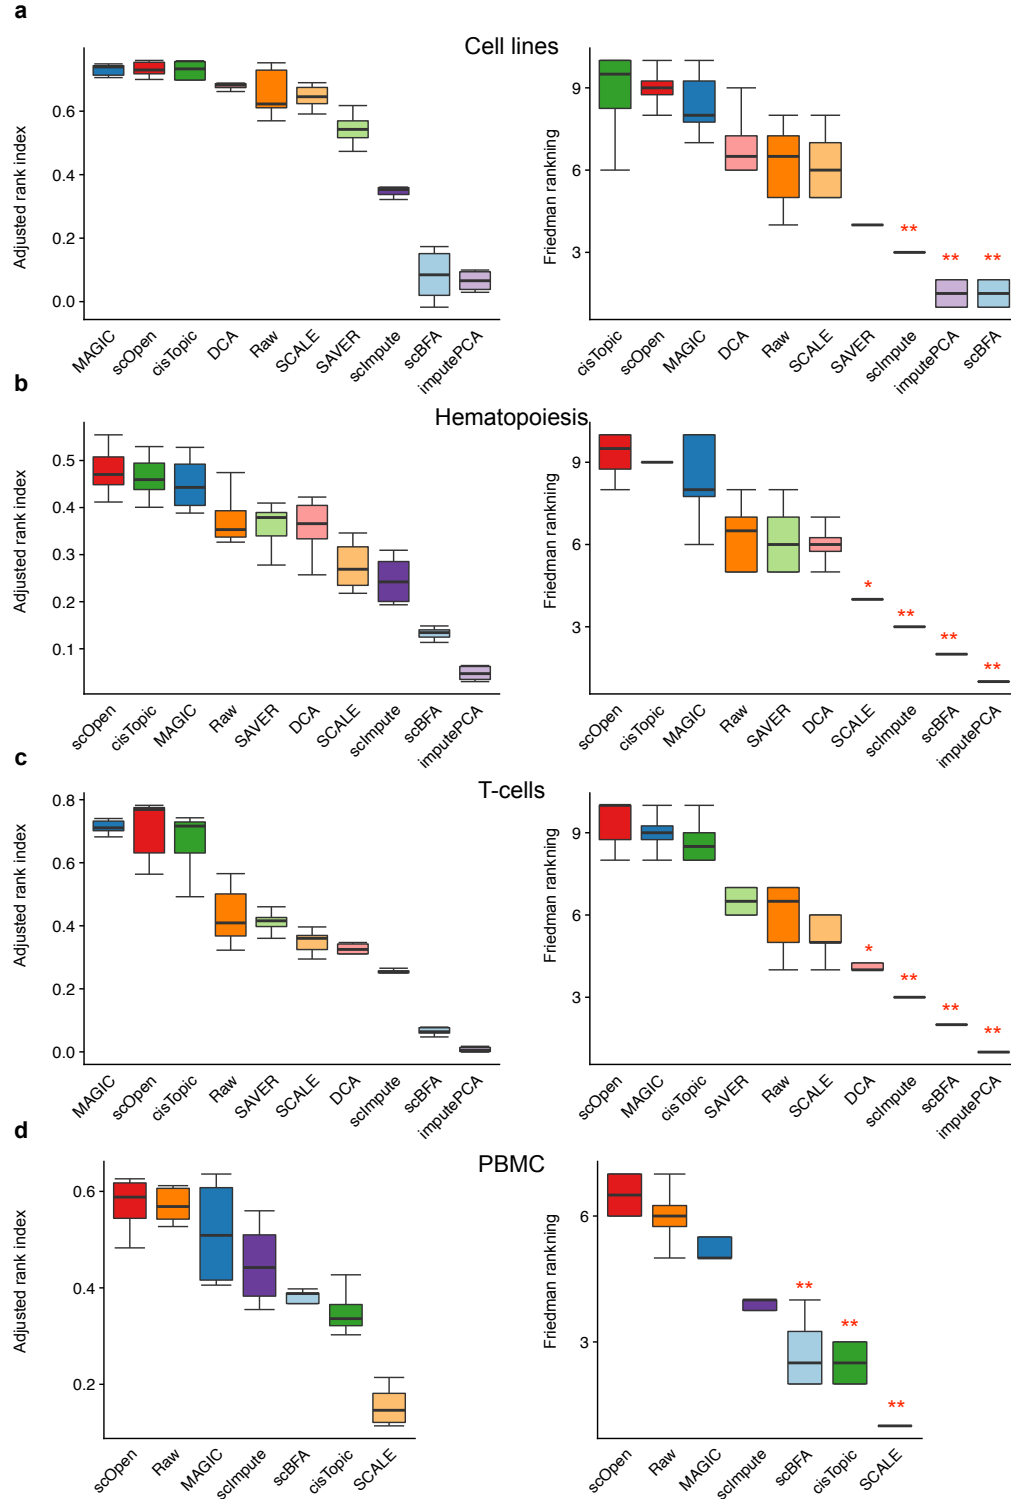 a
Cell lines
Adjusted rank index
0.6
0.4
0.2
0.0
MAGIC
scOpen
cisTopic
DCA
Raw
SCALE
SAVER
scImpute
scBFA
imputePCA
Friedman rankning
9
6
3
**
**
**
cisTopic
scOpen
MAGIC
DCA
Raw
SCALE
SAVER
scImpute
imputePCA
scBFA
b
Hematopoiesis
Adjusted rank index
0.5
0.4
0.3
0.2
0.1
scOpen
cisTopic
MAGIC
Raw
SAVER
DCA
SCALE
scImpute
scBFA
imputePCA
Friedman rankning
9
6
3
*
**
**
**
scOpen
cisTopic
MAGIC
Raw
SAVER
DCA
SCALE
scImpute
scBFA
imputePCA
c
T-cells
Adjusted rank index
0.8
0.6
0.4
0.2
0.0
MAGIC
scOpen
cisTopic
Raw
SAVER
SCALE
DCA
scImpute
scBFA
imputePCA
Friedman rankning
9
6
3
*
**
**
**
scOpen
MAGIC
cisTopic
SAVER
Raw
SCALE
DCA
scImpute
scBFA
imputePCA
d
PBMC
Adjusted rank index
0.6
0.4
0.2
scOpen
Raw
MAGIC
scImpute
scBFA
cisTopic
SCALE
Friedman rankning
6
3
**
**
**
scOpen
Raw
MAGIC
scImpute
scBFA
cisTopic
SCALE